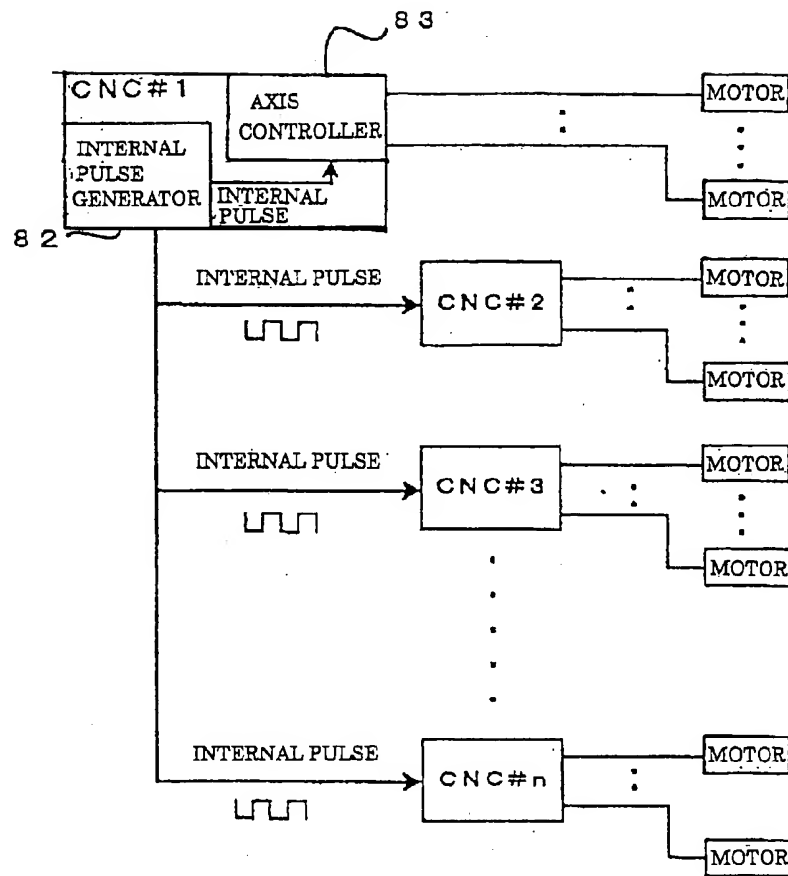 83
CNC#1
AXIS
CONTROLLER
MOTOR
INTERNAL
PULSE
GENERATOR
INTERNAL
PULSE
MOTOR
82
INTERNAL PULSE
CNC#2
MOTOR
MOTOR
INTERNAL PULSE
CNC#3
MOTOR
MOTOR
INTERNAL PULSE
CNC#n
MOTOR
MOTOR